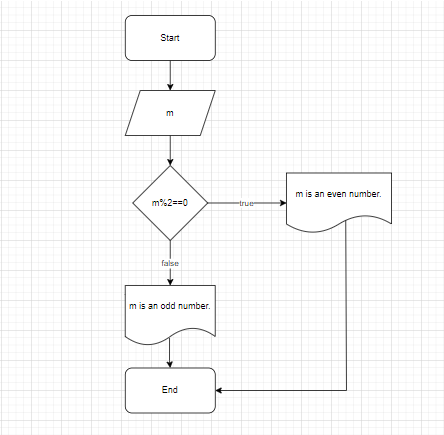 Start
m
m%2==0
true
m is an even number.
false
m is an odd number.
End